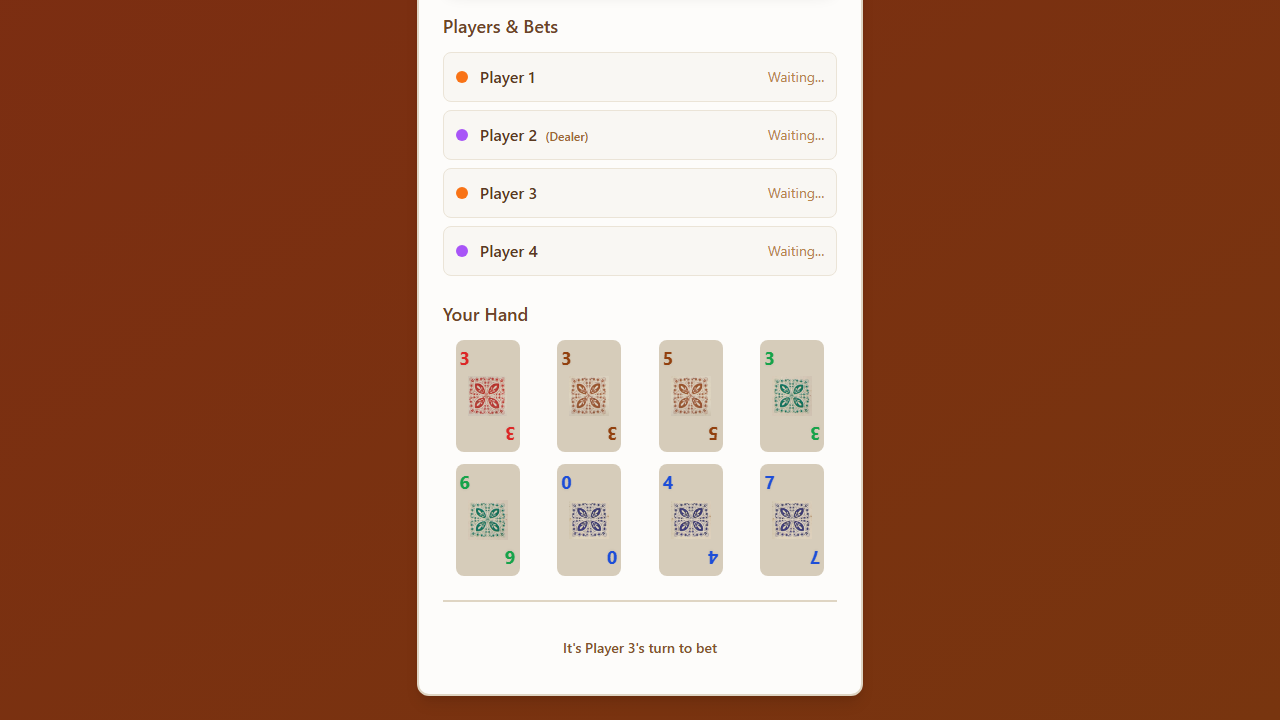 Players & Bets
Player 1 Waiting...
Player 2 (Dealer) Waiting...
Player 3 Waiting...
Player 4 Waiting...
Your Hand
3 3 5 3
3 3 5 3
6 0 4 7
6 0 4 7
It's Player 3's turn to bet